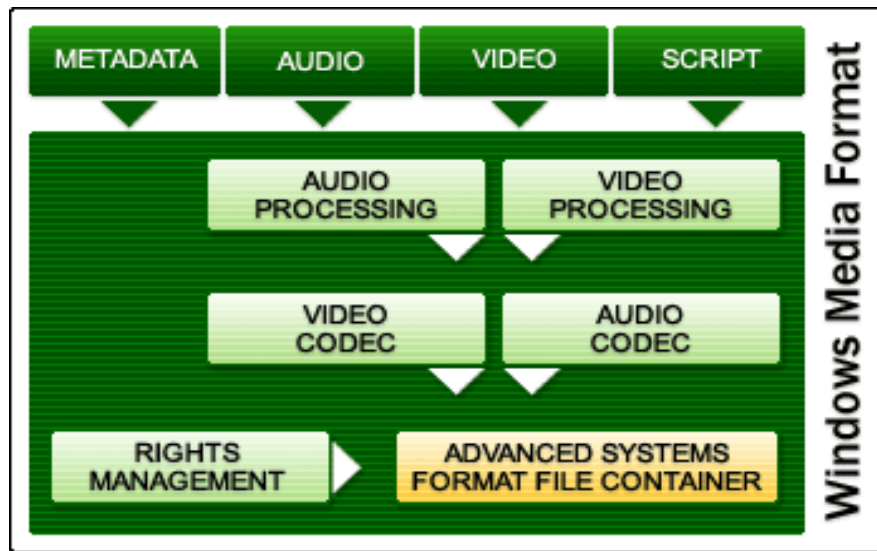 METADATA
AUDIO
VIDEO
SCRIPT
AUDIO
PROCESSING
VIDEO
PROCESSING
VIDEO
CODEC
AUDIO
CODEC
RIGHTS
MANAGEMENT
ADVANCED SYSTEMS
FORMAT FILE CONTAINER
Windows Media Format